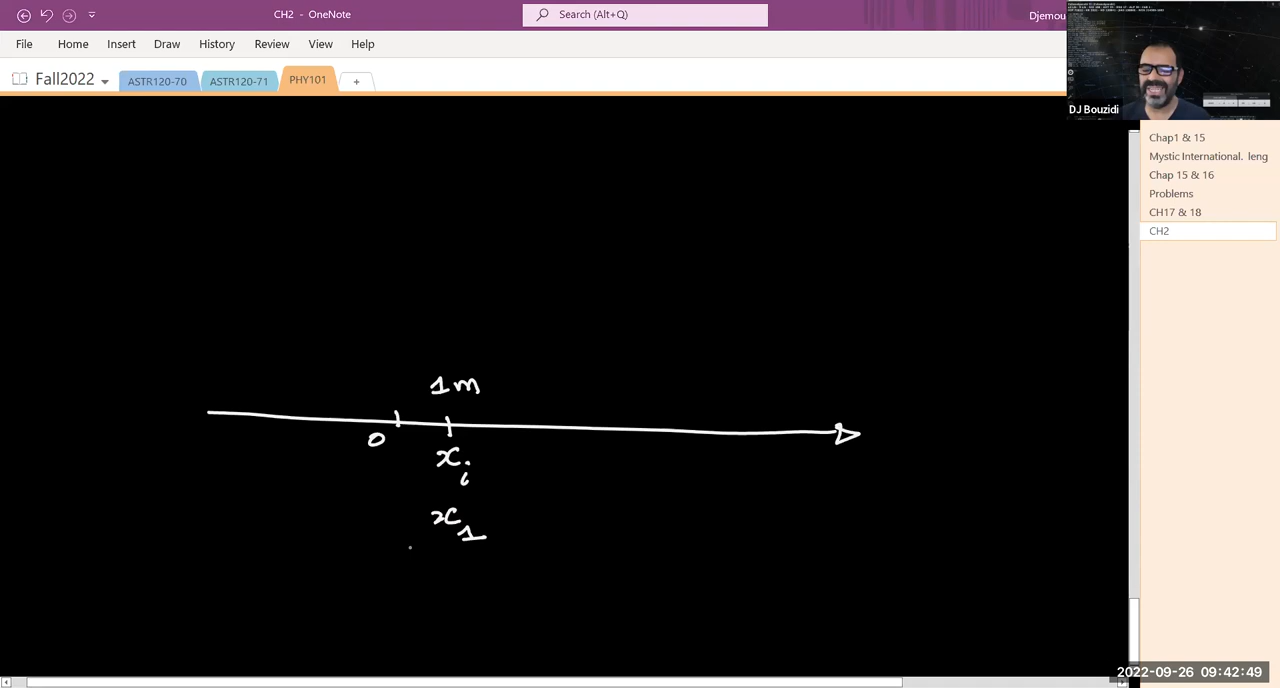 CH2 - OneNote
Search (Alt+Q)
Djemou
File Home Insert Draw History Review View Help
Fall2022 ASTR120-70 ASTR120-71 PHY101 +
DJ Bouzidi
Chap1 & 15
Mystic International. leng
Chap 15 & 16
Problems
CH17 & 18
CH2
1m
0
xi
x1
2022-09-26 09:42:49